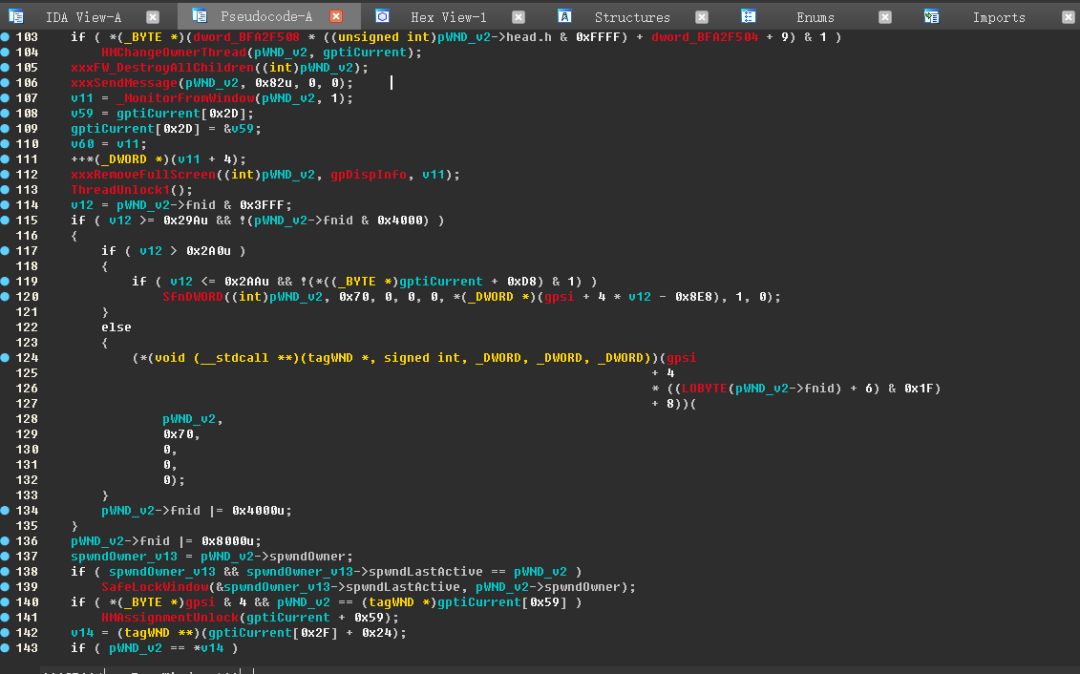 IDA View-A Pseudocode-A Hex View-1 Structures Enums Imports
103 if ( *(_BYTE *)(dword_BFA2F508 * ((unsigned int)pWND_v2->head.h & 0xFFFF) + dword_BFA2F504 + 9) & 1 )
104 HMChangeOwnerThread(pWND_v2, gptiCurrent);
105 xxxFW_DestroyAllChildren((int)pWND_v2);
106 xxxSendMessage(pWND_v2, 0x82u, 0, 0);
107 v11 = _MonitorFromWindow(pWND_v2, 1);
108 v59 = gptiCurrent[0x2D];
109 gptiCurrent[0x2D] = &v59;
110 v60 = v11;
111 ++*(_DWORD *)(v11 + 4);
112 xxxRemoveFullScreen((int)pWND_v2, gpDispInfo, v11);
113 ThreadUnlock1();
114 v12 = pWND_v2->fnid & 0x3FFF;
115 if ( v12 >= 0x29Au && !(pWND_v2->fnid & 0x4000) )
116 {
117 if ( v12 > 0x2A0u )
118 {
119 if ( v12 <= 0x2AAu && !(*((_BYTE *)gptiCurrent + 0xD8) & 1) )
120 SfnDWORD((int)pWND_v2, 0x70, 0, 0, 0, *(_DWORD *)(gpsi + 4 * v12 - 0x8E8), 1, 0);
121 }
122 else
123 {
124 (*(void (__stdcall **)(tagWND *, signed int, _DWORD, _DWORD, _DWORD))(gpsi
125 + 4
126 * ((LOBYTE(pWND_v2->fnid) + 6) & 0x1F)
127 + 8))(
128 pWND_v2,
129 0x70,
130 0,
131 0,
132 0);
133 }
134 pWND_v2->fnid |= 0x4000u;
135 }
136 pWND_v2->fnid |= 0x8000u;
137 spwndOwner_v13 = pWND_v2->spwndOwner;
138 if ( spwndOwner_v13 && spwndOwner_v13->spwndLastActive == pWND_v2 )
139 SafeLockWindow(&spwndOwner_v13->spwndLastActive, pWND_v2->spwndOwner);
140 if ( *(_BYTE *)gpsi & 4 && pWND_v2 == (tagWND *)gptiCurrent[0x59] )
141 HMAssignmentUnlock(gptiCurrent + 0x59);
142 v14 = (tagWND **)(gptiCurrent[0x2F] + 0x24);
143 if ( pWND_v2 == *v14 )